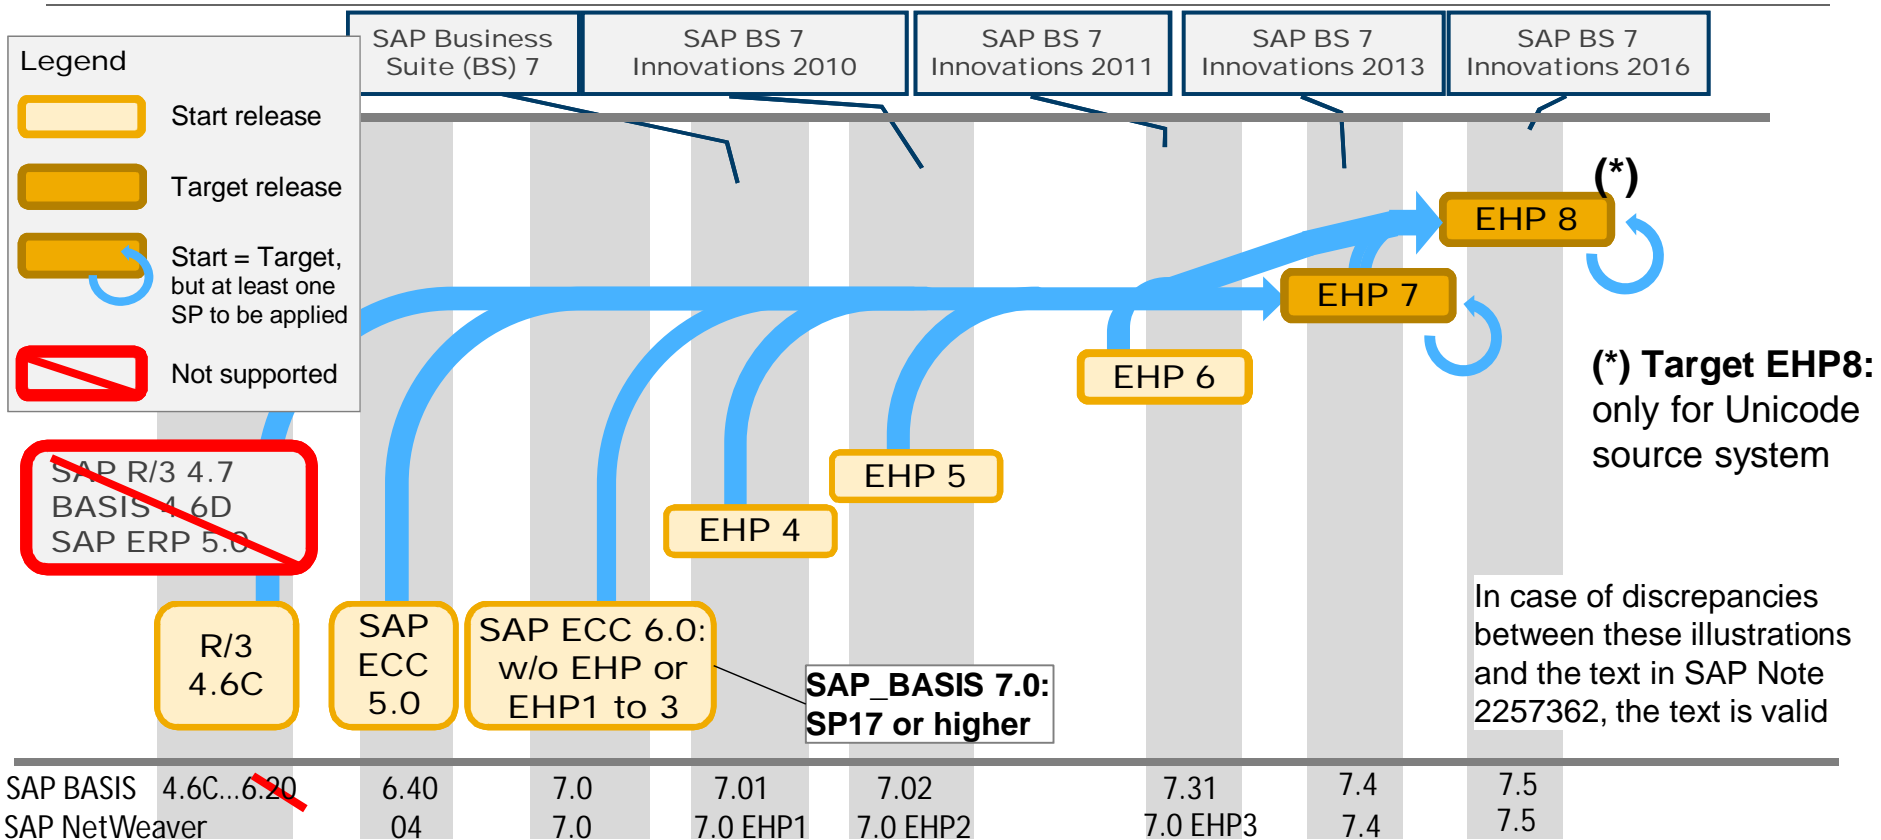 SAP Business
Suite (BS) 7
SAP BS 7
Innovations 2010
SAP BS 7
Innovations 2011
SAP BS 7
Innovations 2013
SAP BS 7
Innovations 2016
Legend
Start release
Target release
Start = Target,
but at least one
SP to be applied
Not supported
(*)
EHP 8
EHP 7
EHP 6
(*) Target EHP8:
only for Unicode
source system
SAP R/3 4.7
BASIS 4.6D
SAP ERP 5.0
EHP 5
EHP 4
R/3
4.6C
SAP
ECC
5.0
SAP ECC 6.0:
w/o EHP or
EHP1 to 3
SAP_BASIS 7.0:
SP17 or higher
In case of discrepancies
between these illustrations
and the text in SAP Note
2257362, the text is valid
SAP BASIS 4.6C...6.20 6.40 7.0 7.01 7.02 7.31 7.4 7.5
SAP NetWeaver 04 7.0 7.0 EHP1 7.0 EHP2 7.0 EHP3 7.4 7.5